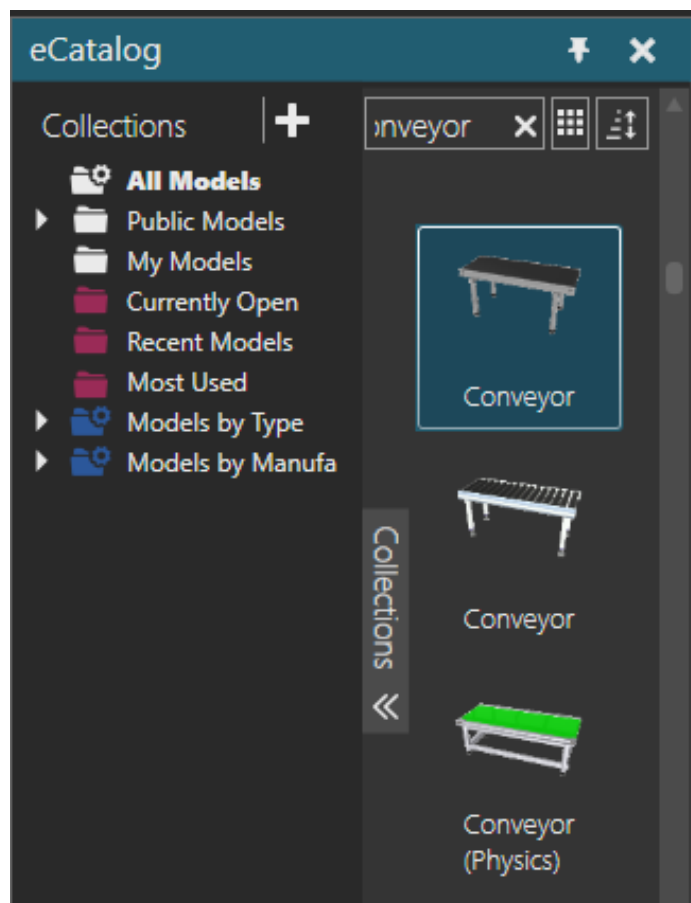 eCatalog
Collections
All Models
Public Models
My Models
Currently Open
Recent Models
Most Used
Models by Type
Models by Manufa
onveyor
Conveyor
Conveyor
Conveyor
(Physics)
Collections